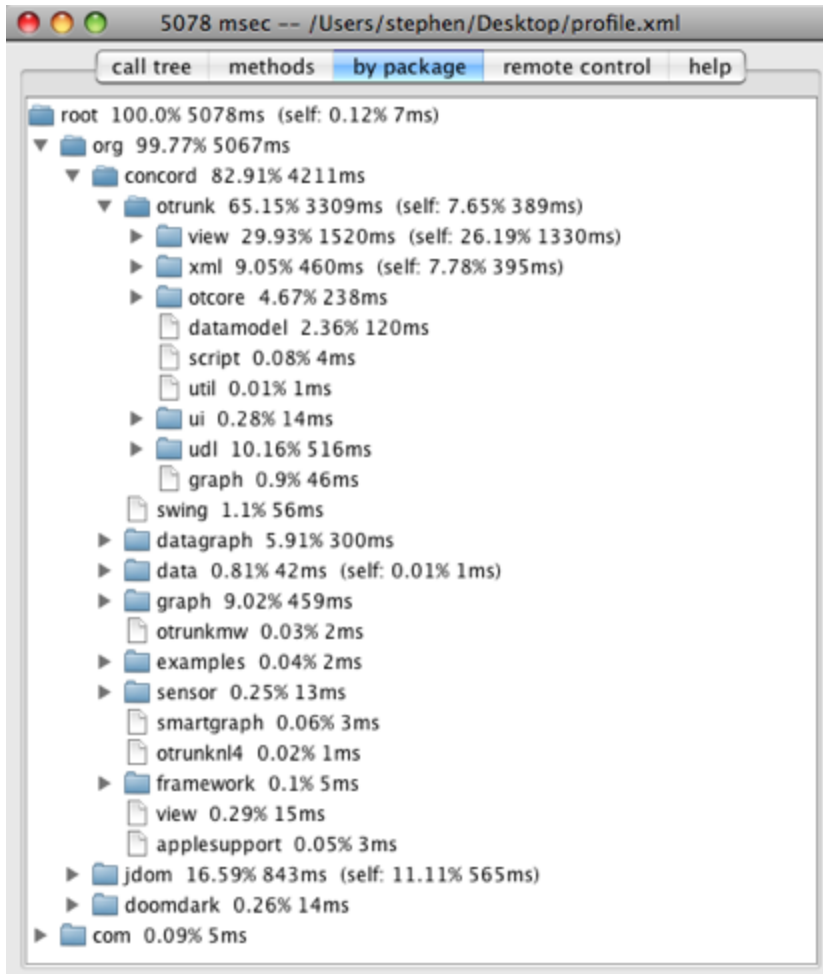 5078 msec -- /Users/stephen/Desktop/profile.xml
call tree methods by package remote control help
root 100.0% 5078ms (self: 0.12% 7ms)
org 99.77% 5067ms
concord 82.91% 4211ms
otrunk 65.15% 3309ms (self: 7.65% 389ms)
view 29.93% 1520ms (self: 26.19% 1330ms)
xml 9.05% 460ms (self: 7.78% 395ms)
otcore 4.67% 238ms
datamodel 2.36% 120ms
script 0.08% 4ms
util 0.01% 1ms
ui 0.28% 14ms
udl 10.16% 516ms
graph 0.9% 46ms
swing 1.1% 56ms
datagraph 5.91% 300ms
data 0.81% 42ms (self: 0.01% 1ms)
graph 9.02% 459ms
otrunkmw 0.03% 2ms
examples 0.04% 2ms
sensor 0.25% 13ms
smartgraph 0.06% 3ms
otrunknl4 0.02% 1ms
framework 0.1% 5ms
view 0.29% 15ms
applesupport 0.05% 3ms
jdom 16.59% 843ms (self: 11.11% 565ms)
doomdark 0.26% 14ms
com 0.09% 5ms